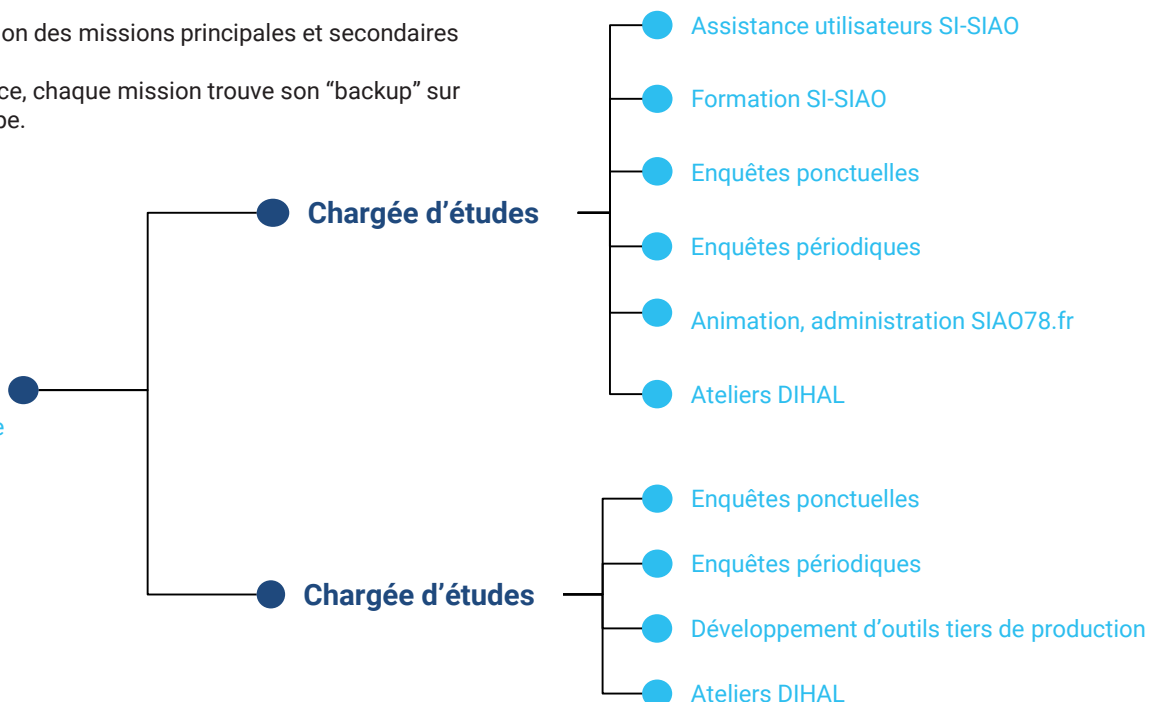 on des missions principales et secondaires
ce, chaque mission trouve son “backup” sur
pe.
e
Chargée d’études
Assistance utilisateurs SI-SIAO
Formation SI-SIAO
Enquêtes ponctuelles
Enquêtes périodiques
Animation, administration SIAO78.fr
Ateliers DIHAL
Chargée d’études
Enquêtes ponctuelles
Enquêtes périodiques
Développement d’outils tiers de production
Ateliers DIHAL